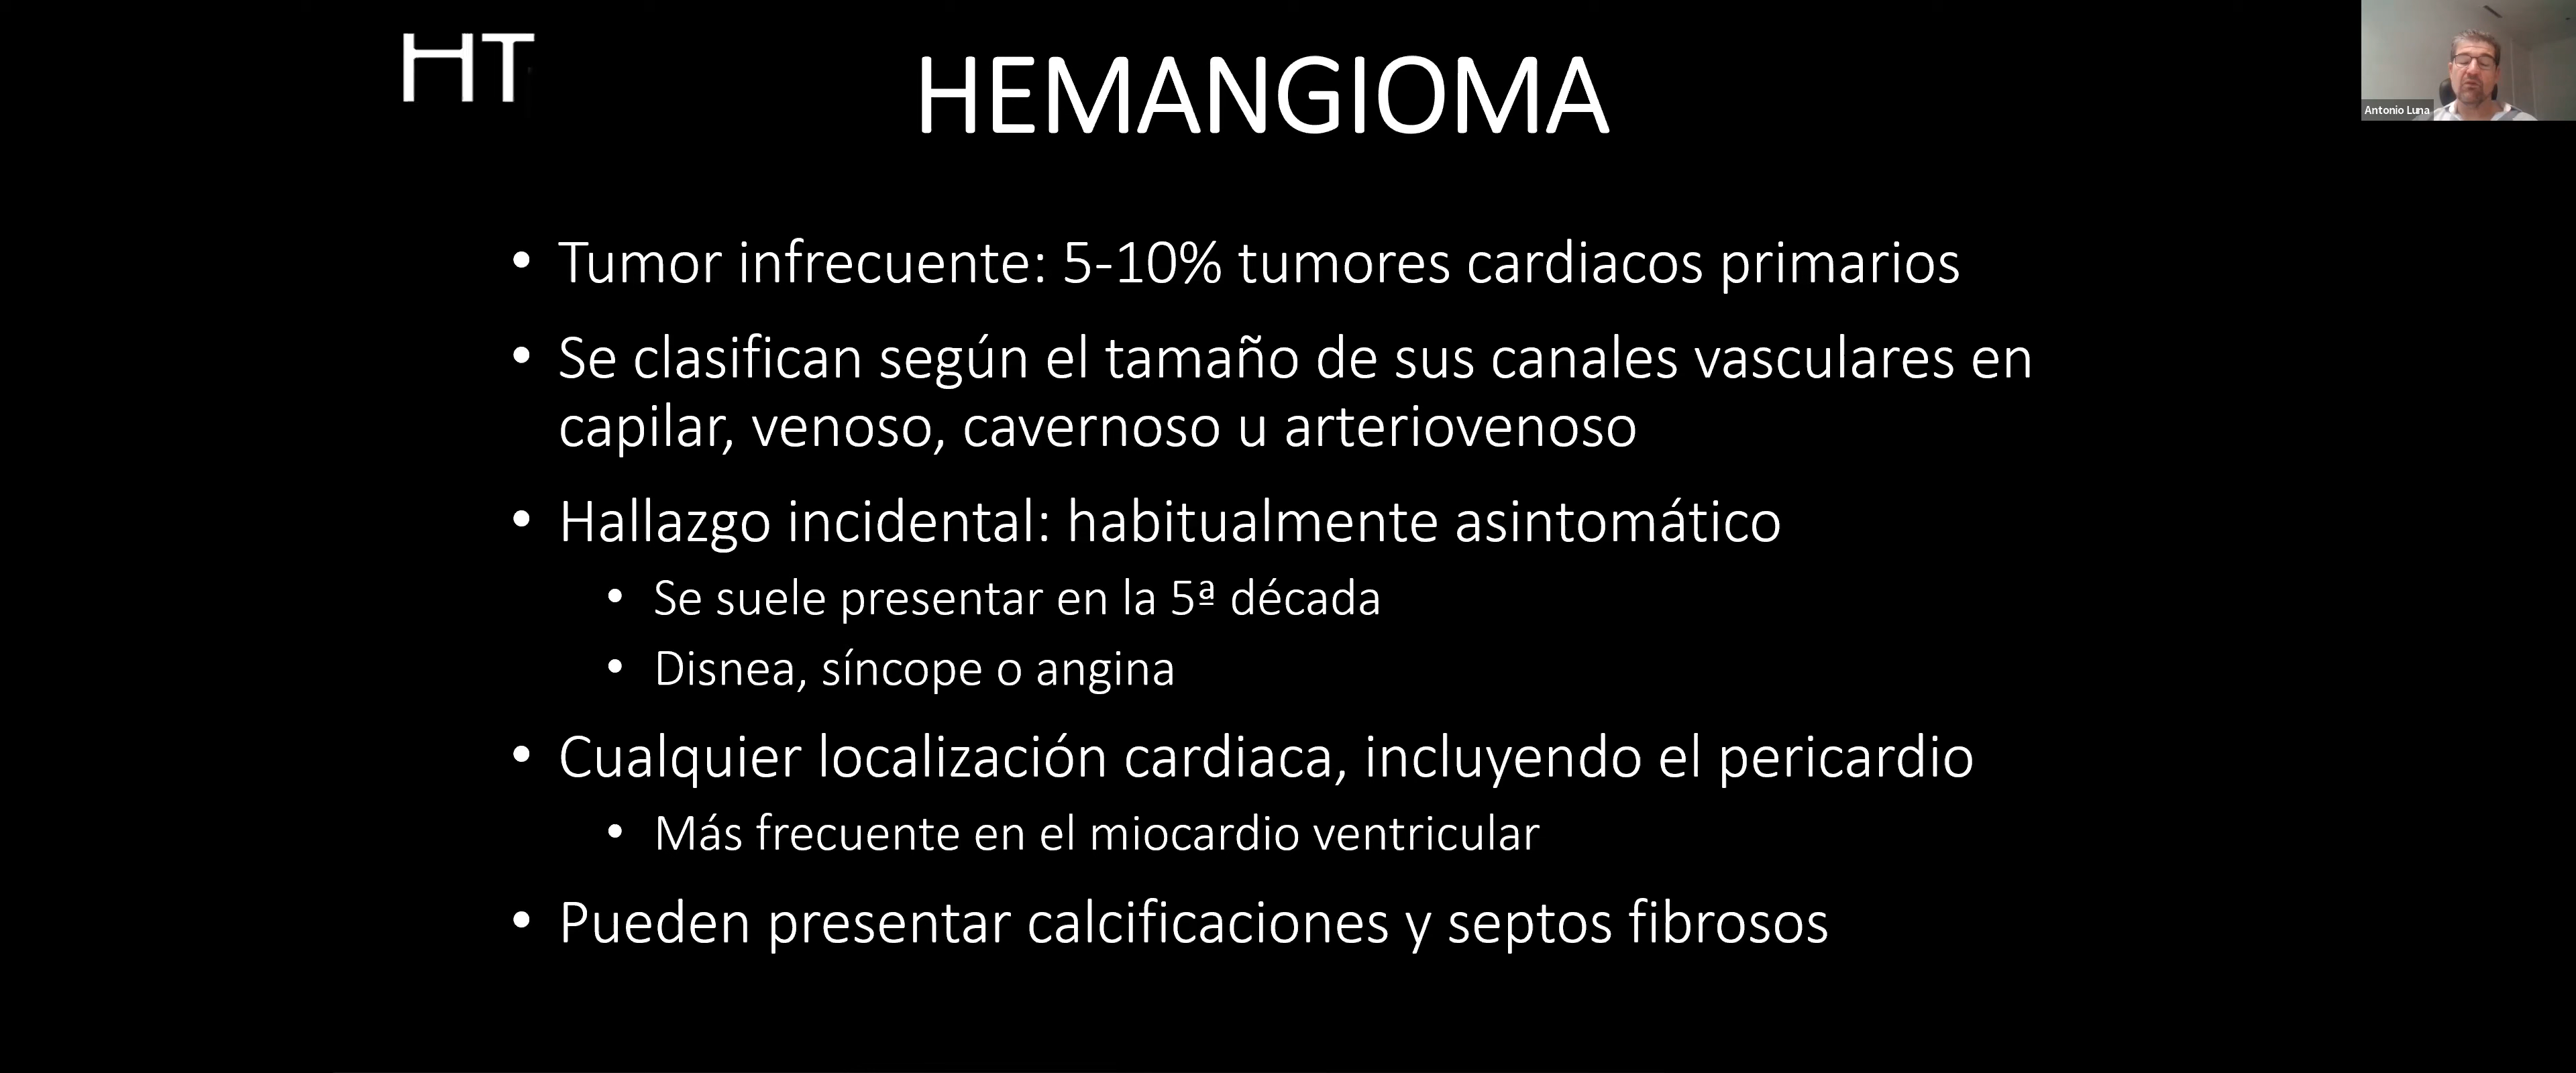 HT
HEMANGIOMA
Antonio Luna
• Tumor infrecuente: 5-10% tumores cardiacos primarios
• Se clasifican según el tamaño de sus canales vasculares en
capilar, venoso, cavernoso u arteriovenoso
• Hallazgo incidental: habitualmente asintomático
• Se suele presentar en la 5ª década
• Disnea, síncope o angina
• Cualquier localización cardiaca, incluyendo el pericardio
• Más frecuente en el miocardio ventricular
• Pueden presentar calcificaciones y septos fibrosos